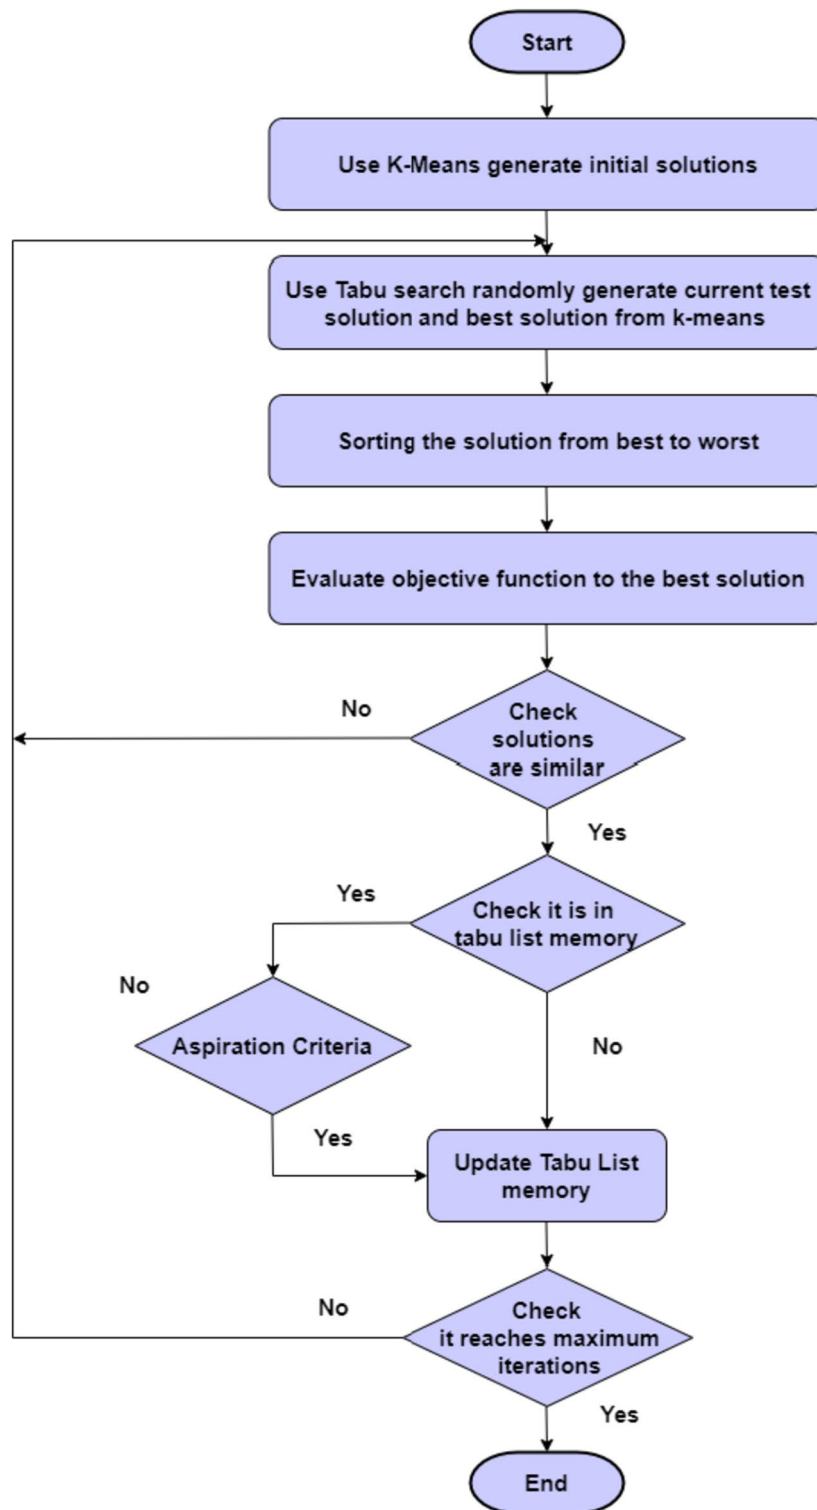 Start
Use K-Means generate initial solutions
Use Tabu search randomly generate current test
solution and best solution from k-means
Sorting the solution from best to worst
Evaluate objective function to the best solution
No
Check
solutions
are similar
Yes
Yes
Check it is in
tabu list memory
No
Aspiration Criteria
No
Yes
Update Tabu List
memory
No
Check
it reaches maximum
iterations
Yes
End